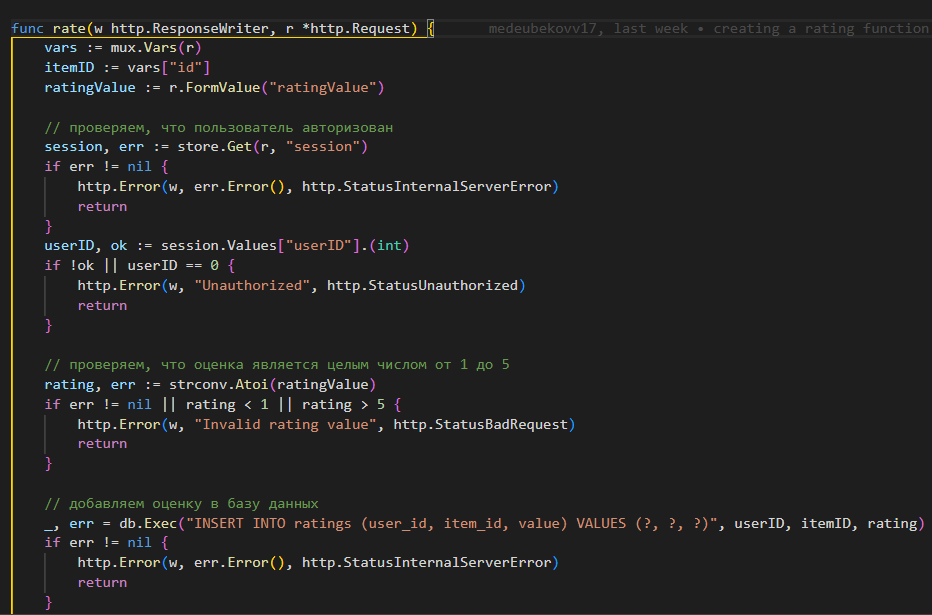 func rate(w http.ResponseWriter, r *http.Request) { medeubekovv17, last week • creating a rating function
    vars := mux.Vars(r)
    itemID := vars["id"]
    ratingValue := r.FormValue("ratingValue")
    // проверяем, что пользователь авторизован
    session, err := store.Get(r, "session")
    if err != nil {
        http.Error(w, err.Error(), http.StatusInternalServerError)
        return
    }
    userID, ok := session.Values["userID"].(int)
    if !ok || userID == 0 {
        http.Error(w, "Unauthorized", http.StatusUnauthorized)
        return
    }
    // проверяем, что оценка является целым числом от 1 до 5
    rating, err := strconv.Atoi(ratingValue)
    if err != nil || rating < 1 || rating > 5 {
        http.Error(w, "Invalid rating value", http.StatusBadRequest)
        return
    }
    // добавляем оценку в базу данных
    _, err = db.Exec("INSERT INTO ratings (user_id, item_id, value) VALUES (?, ?, ?)", userID, itemID, rating)
    if err != nil {
        http.Error(w, err.Error(), http.StatusInternalServerError)
        return
    }